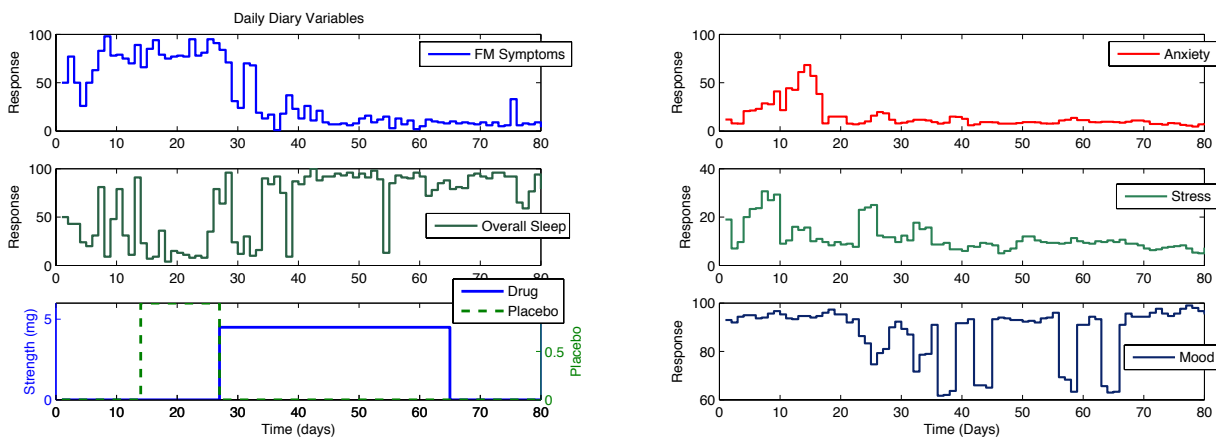 Daily Diary Variables
100
50
0
Response
FM Symptoms
0 10 20 30 40 50 60 70 80
100
50
0
Response
Overall Sleep
0 10 20 30 40 50 60 70 80
5
0
Strength (mg)
Drug
Placebo
0.5
0
Placebo
0 10 20 30 40 50 60 70 80
Time (days)
100
50
0
Response
Anxiety
0 10 20 30 40 50 60 70 80
40
20
0
Response
Stress
0 10 20 30 40 50 60 70 80
100
80
60
Response
Mood
0 10 20 30 40 50 60 70 80
Time (Days)